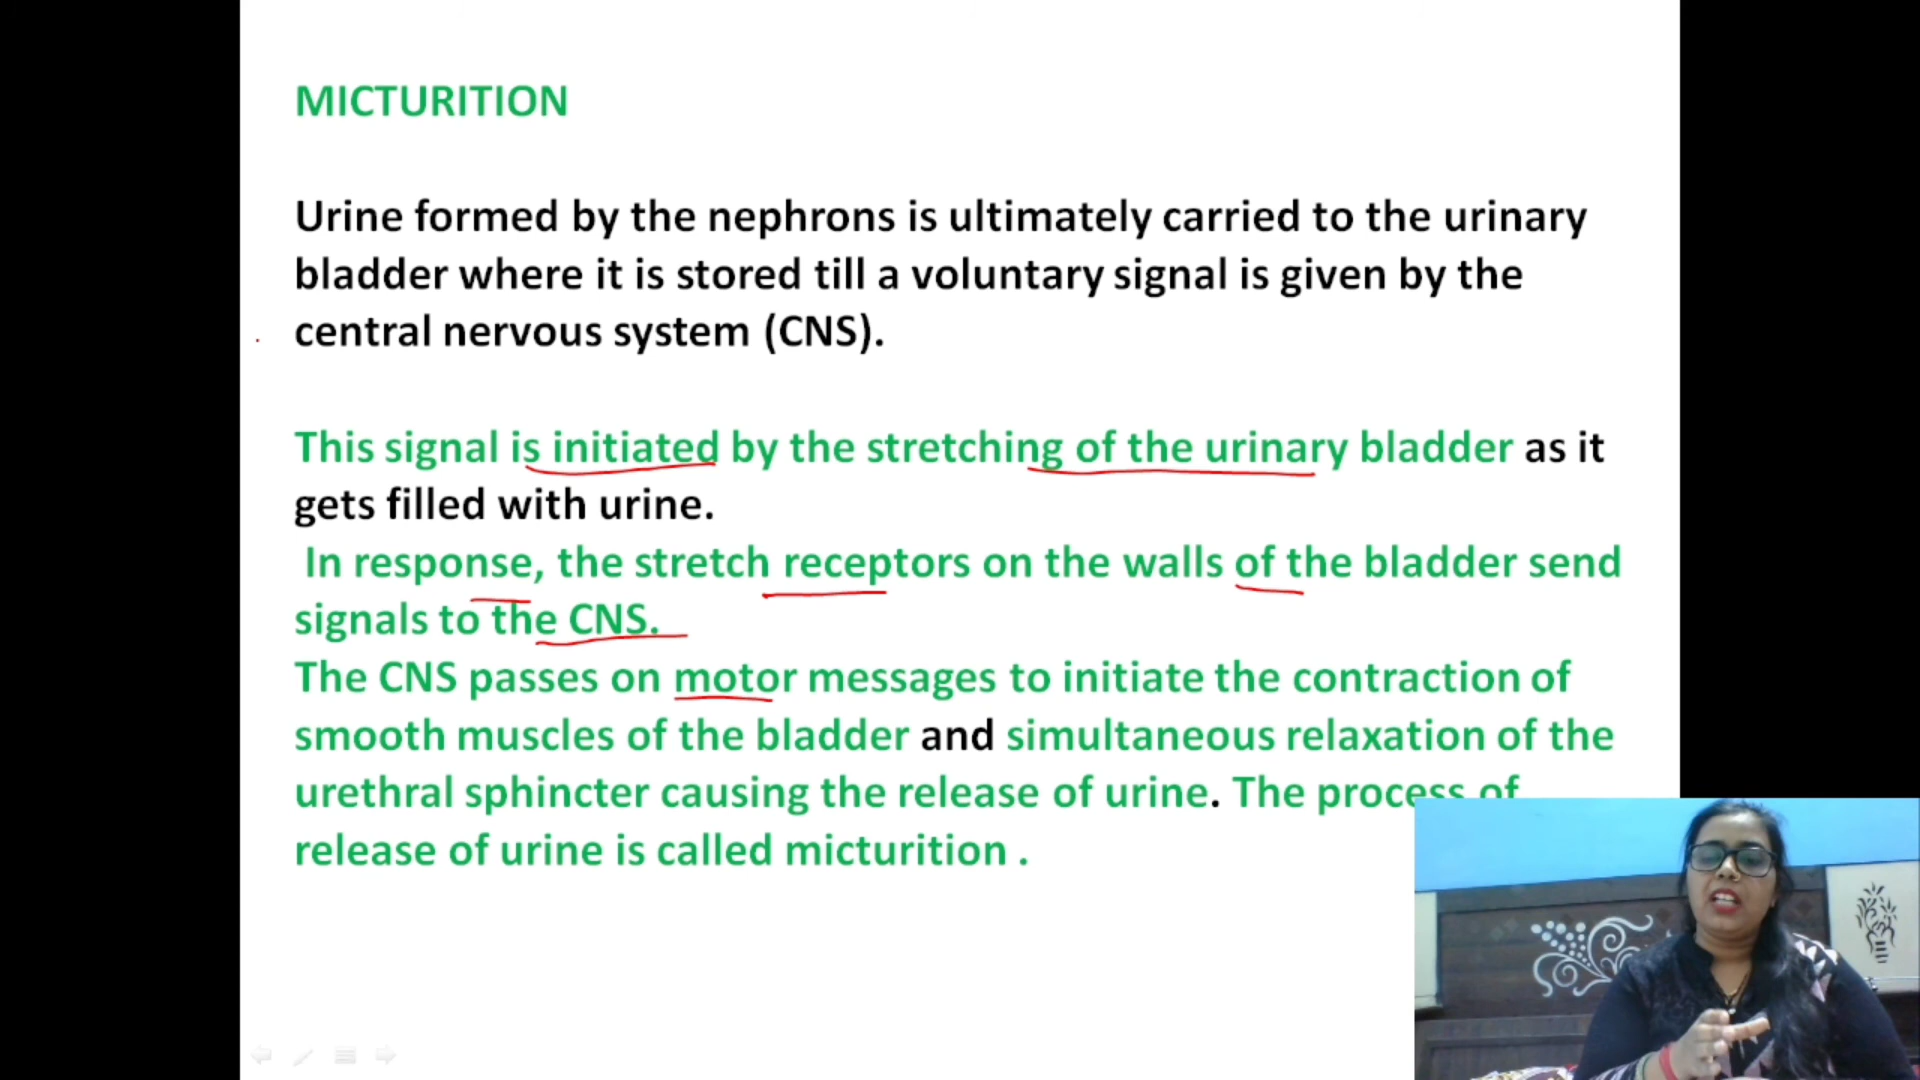 MICTURITION
Urine formed by the nephrons is ultimately carried to the urinary
bladder where it is stored till a voluntary signal is given by the
central nervous system (CNS).
This signal is initiated by the stretching of the urinary bladder as it
gets filled with urine.
In response, the stretch receptors on the walls of the bladder send
signals to the CNS.
The CNS passes on motor messages to initiate the contraction of
smooth muscles of the bladder and simultaneous relaxation of the
urethral sphincter causing the release of urine. The process of
release of urine is called micturition .